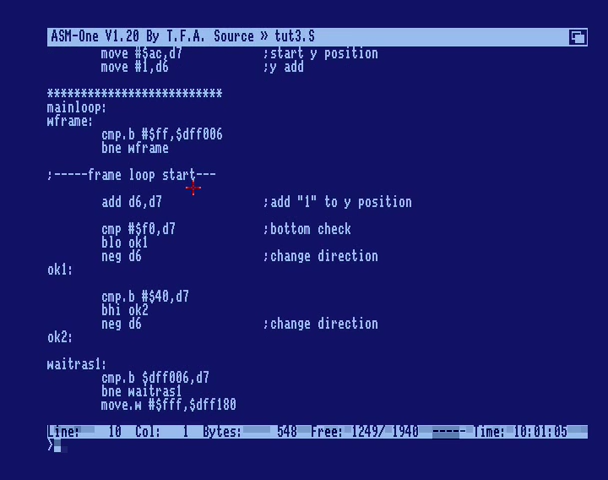 ASM-One V1.20 By T.F.A. Source » tut3.S
move #$ac,d7 ;start y position
move #1,d6 ;y add
**************************
mainloop:
wframe:
cmp.b #$ff,$dff006
bne wframe
;-----frame loop start---
add d6,d7 ;add "1" to y position
cmp #$f0,d7 ;bottom check
blo ok1
neg d6 ;change direction
ok1:
cmp.b #$40,d7
bhi ok2
neg d6 ;change direction
ok2:
waitras1:
cmp.b $dff006,d7
bne waitras1
move.w #$fff,$dff180
Line: 10 Col: 1 Bytes: 548 Free: 1249/ 1940 ----- Time: 10:01:05
>